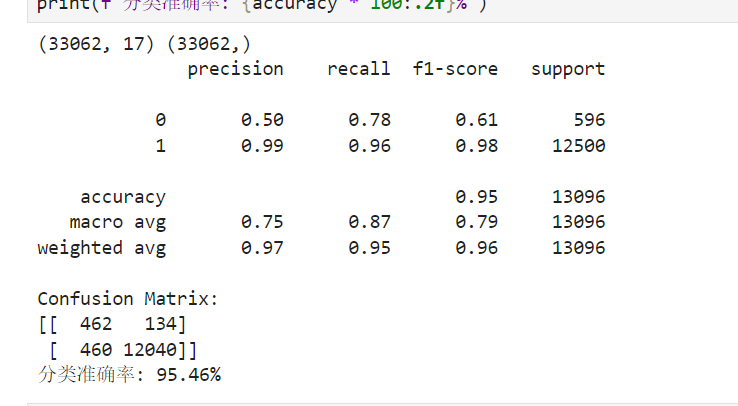 print(f"分类准确率: {accuracy * 100:.2f}%")
(33062, 17) (33062,)
precision recall f1-score support
0 0.50 0.78 0.61 596
1 0.99 0.96 0.98 12500
accuracy 0.95 13096
macro avg 0.75 0.87 0.79 13096
weighted avg 0.97 0.95 0.96 13096
Confusion Matrix:
[[ 462 134]
[ 460 12040]]
分类准确率: 95.46%